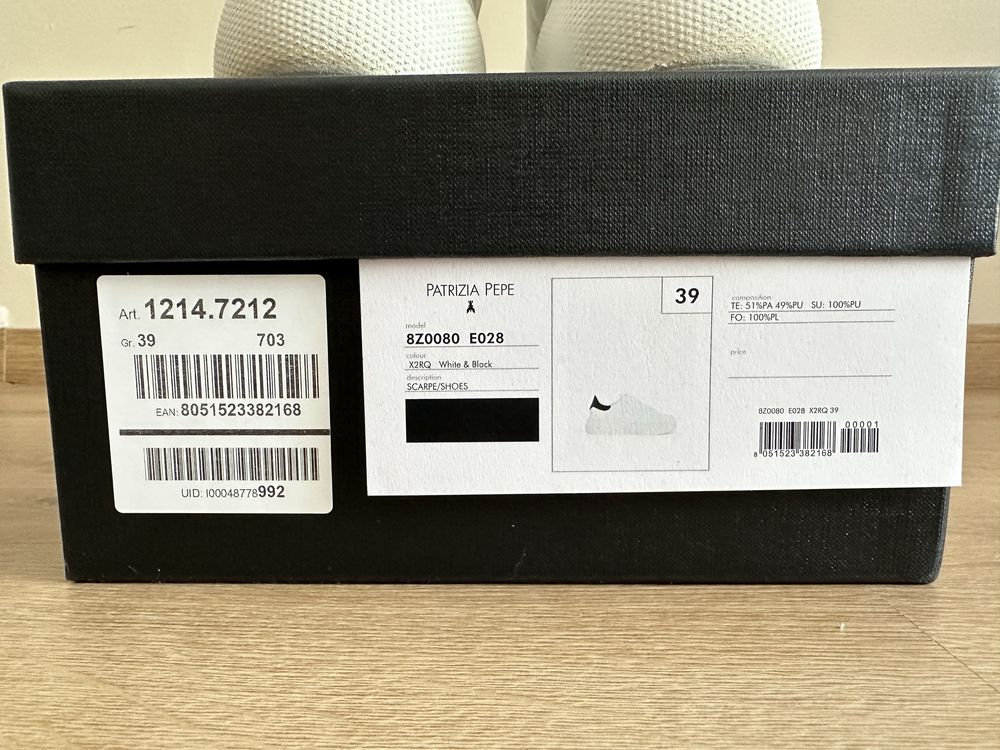 Art. 1214.7212
Gr. 39 703
EAN: 8051523382168
UID: I00048778992
PATRIZIA PEPE
model
8Z0080 E028
colour
X2RQ White & Black
description
SCARPE/SHOES
39
composition
TE: 51%PA 49%PU SU: 100%PU
FO: 100%PL
price
8Z0080 E028 X2RQ 39
00001
8 051523 382168